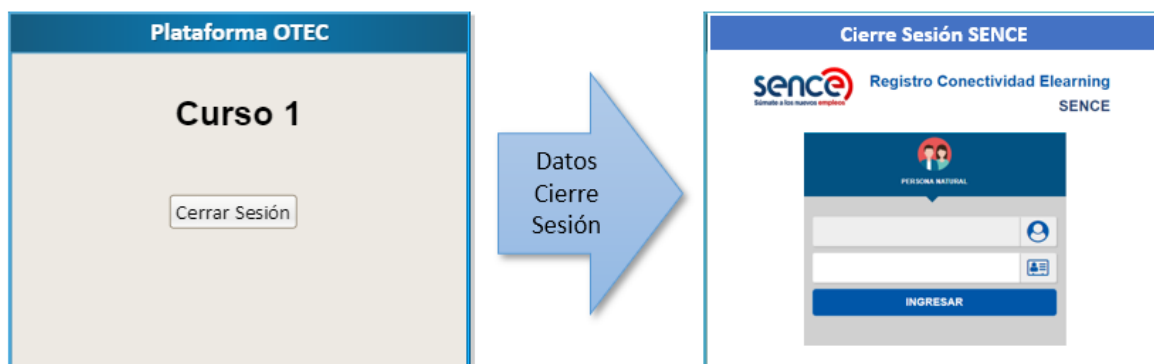 Plataforma OTEC
Curso 1
Cerrar Sesión
Datos
Cierre
Sesión
Cierre Sesión SENCE
sence
Súmate a los nuevos empleos
Registro Conectividad Elearning
SENCE
PERSONA NATURAL
INGRESAR